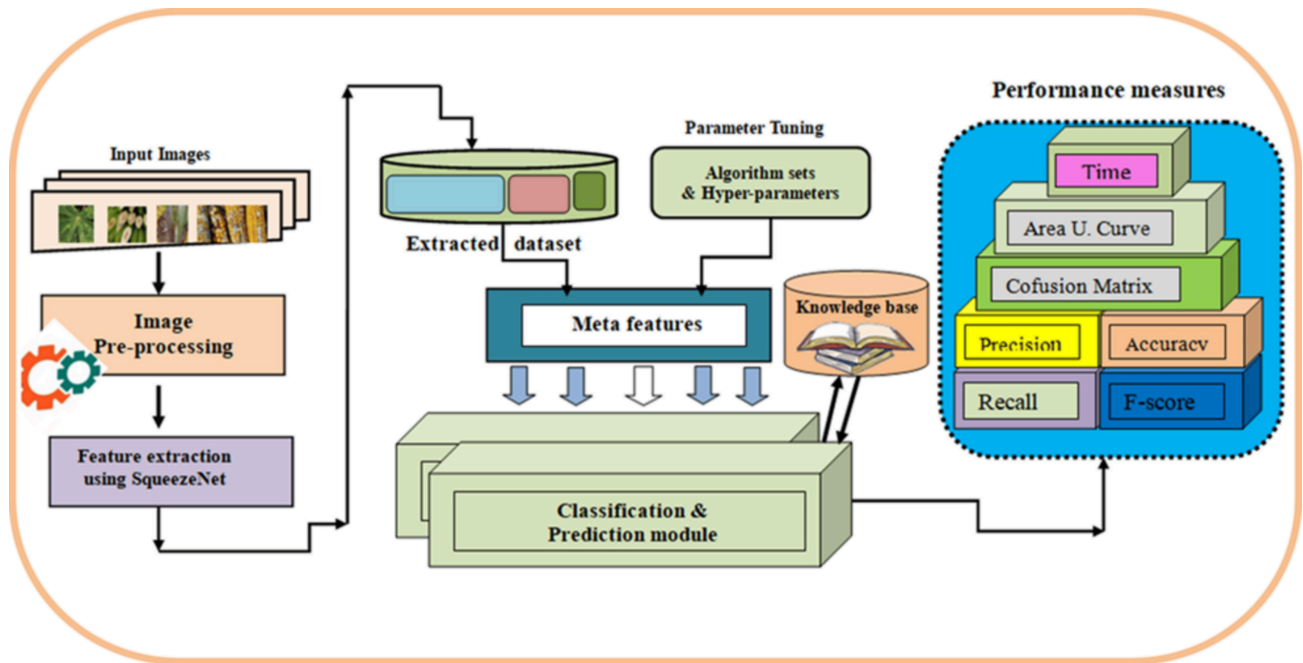 Input Images
Image
Pre-processing
Feature extraction
using SqueezeNet
Extracted dataset
Parameter Tuning
Algorithm sets
& Hyper-parameters
Meta features
Knowledge base
Classification &
Prediction module
Performance measures
Time
Area U. Curve
Cofusion Matrix
Precision
Accuracy
Recall
F-score